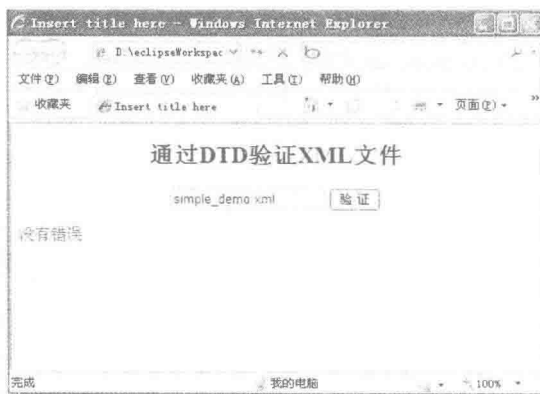 Insert title here - Windows Internet Explorer
D:\eclipseWorkspac
文件(F) 编辑(E) 查看(V) 收藏夹(A) 工具(T) 帮助(H)
收藏夹 Insert title here 页面(P) »
通过DTD验证XML文件
simple_demo.xml 验 证
没有错误
完成 我的电脑 100%